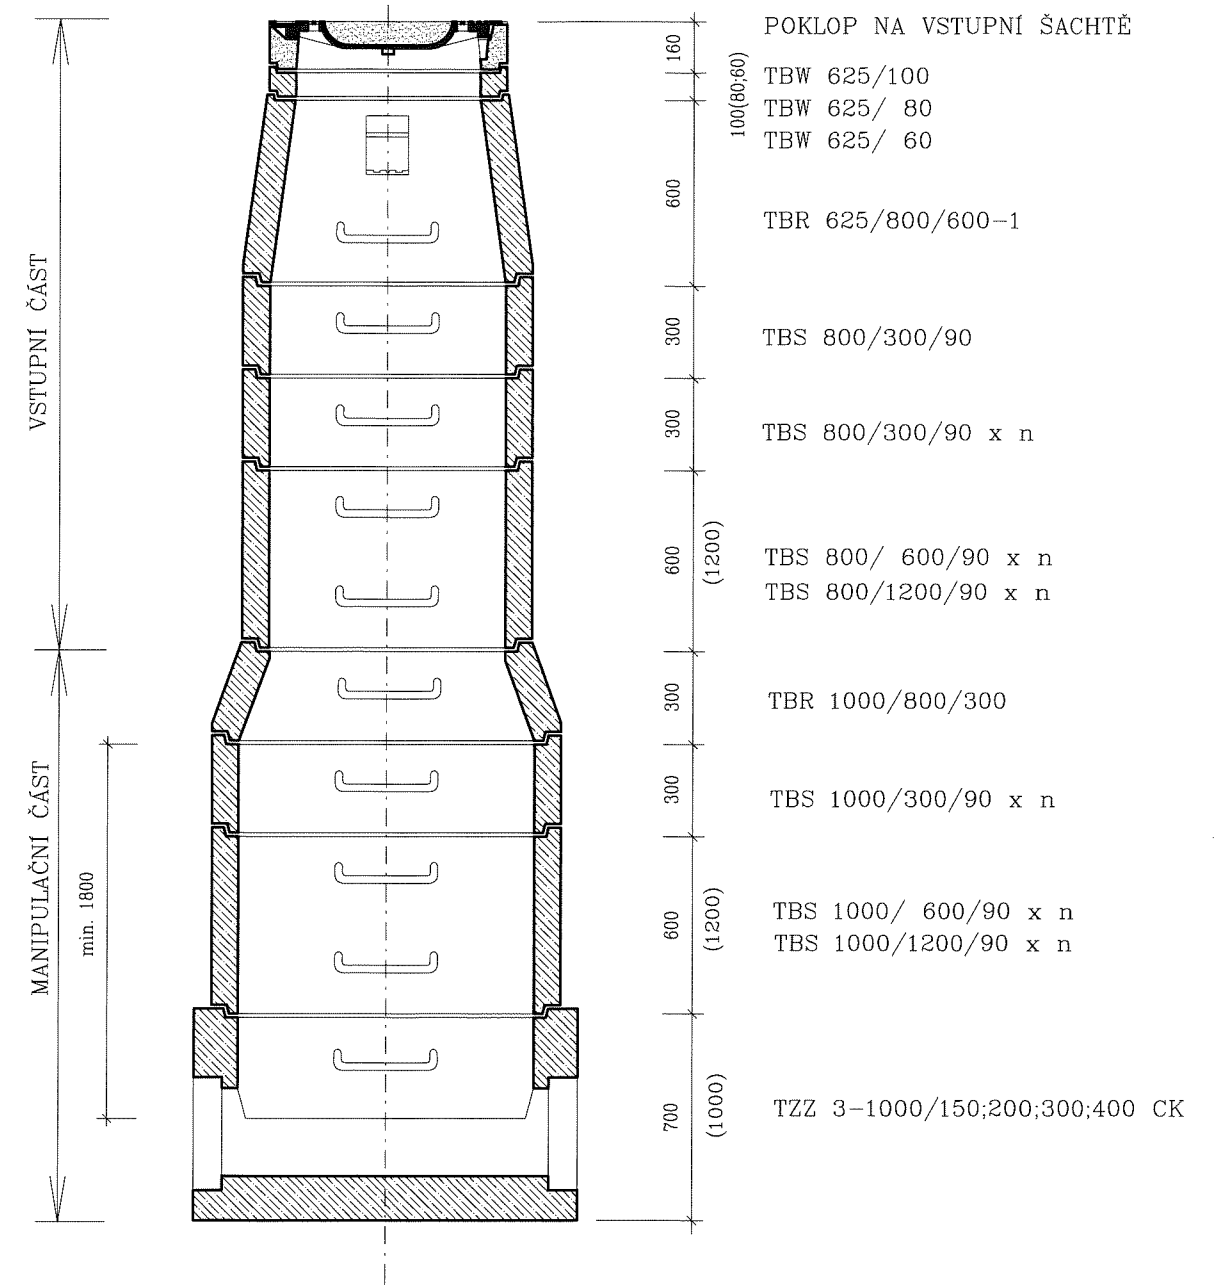 POKLOP NA VSTUPNÍ ŠACHTĚ
160
TBW 625/100
TBW 625/ 80
TBW 625/ 60
100(80;60)
TBR 625/800/600-1
600
TBS 800/300/90
300
TBS 800/300/90 x n
300
TBS 800/ 600/90 x n
TBS 800/1200/90 x n
600
(1200)
TBR 1000/800/300
300
TBS 1000/300/90 x n
300
TBS 1000/ 600/90 x n
TBS 1000/1200/90 x n
600
(1200)
TZZ 3-1000/150;200;300;400 CK
700
(1000)
VSTUPNÍ ČÁST
MANIPULAČNÍ ČÁST
min. 1800